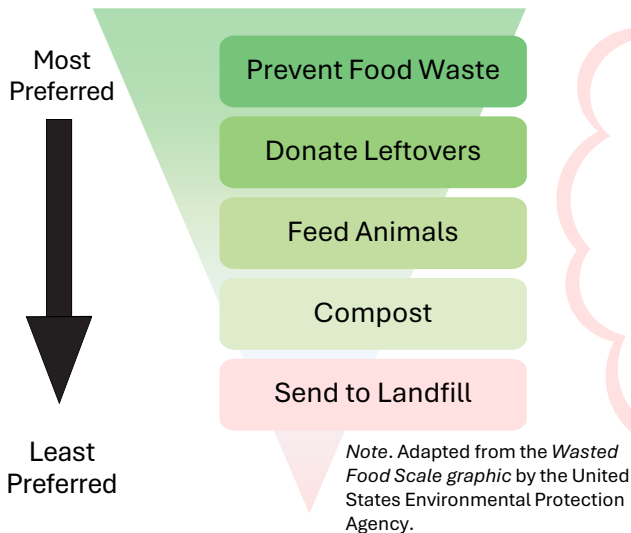 Most
Preferred
Prevent Food Waste
Donate Leftovers
Feed Animals
Compost
Send to Landfill
Least
Preferred
Note. Adapted from the Wasted
Food Scale graphic by the United
States Environmental Protection
Agency.